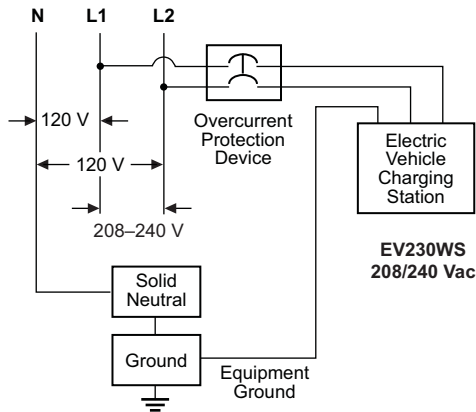 N L1 L2
120 V
120 V
208–240 V
Overcurrent
Protection
Device
Electric
Vehicle
Charging
Station
EV230WS
208/240 Vac
Solid
Neutral
Ground
Equipment
Ground